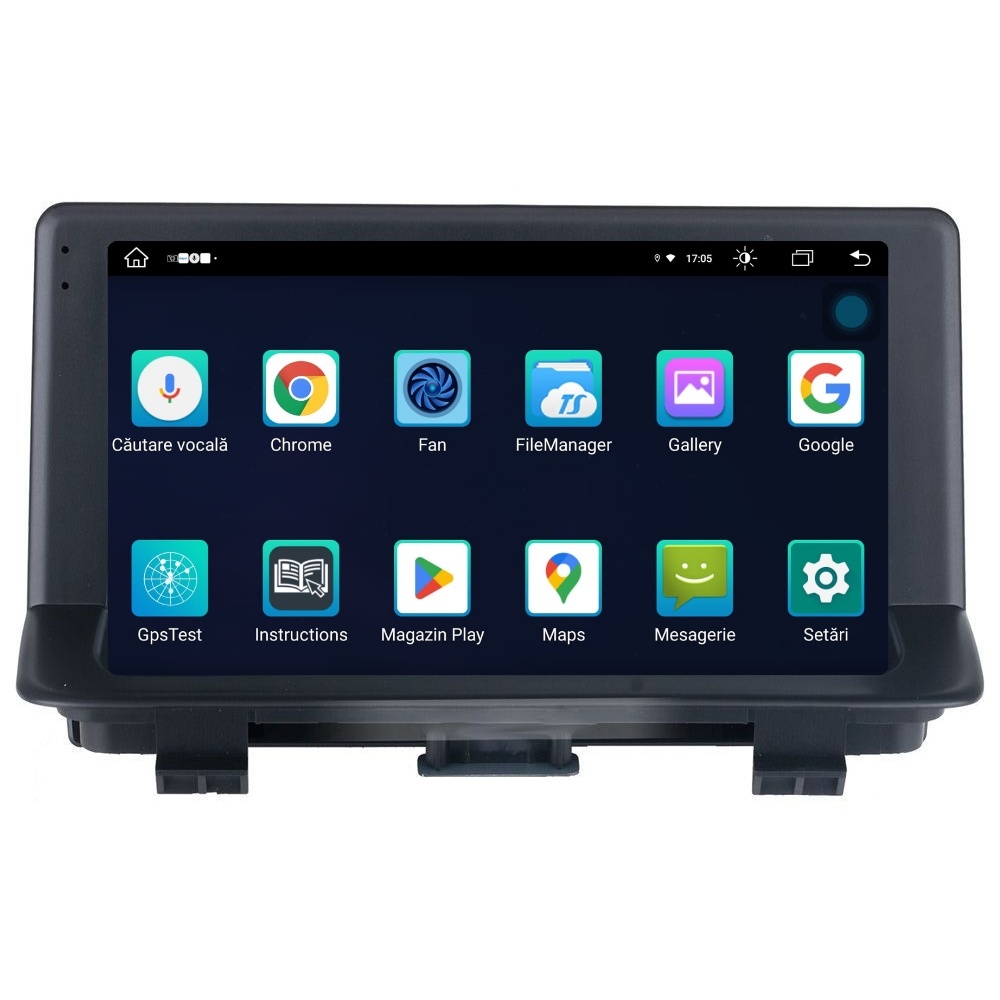 17:05
Căutare vocală
Chrome
Fan
FileManager
Gallery
Google
GpsTest
Instructions
Magazin Play
Maps
Mesagerie
Setări